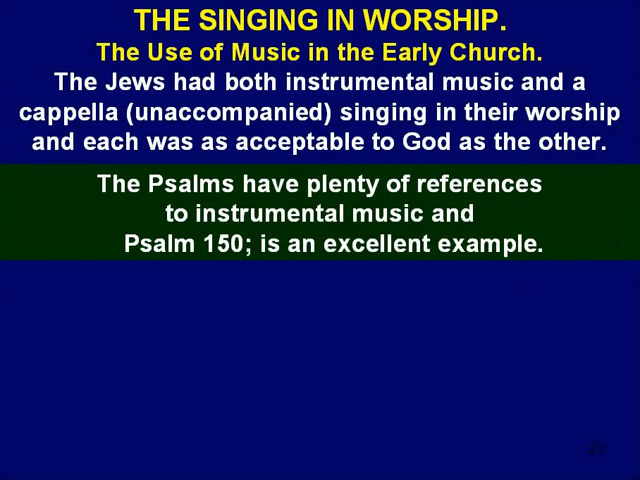 THE SINGING IN WORSHIP.
The Use of Music in the Early Church.
The Jews had both instrumental music and a
cappella (unaccompanied) singing in their worship
and each was as acceptable to God as the other.
The Psalms have plenty of references
to instrumental music and
Psalm 150; is an excellent example.